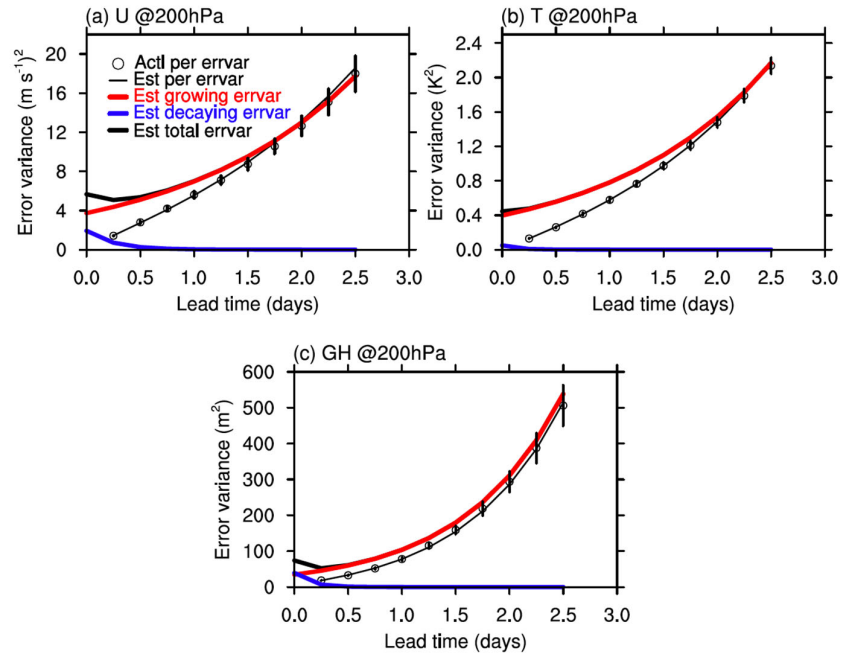 (a) U @200hPa
20
16
12
8
4
0
Error variance (m s⁻¹)²
Actl per errvar
Est per errvar
Est growing errvar
Est decaying errvar
Est total errvar
0.0 0.5 1.0 1.5 2.0 2.5 3.0
Lead time (days)
(b) T @200hPa
2.4
2.0
1.6
1.2
0.8
0.4
0.0
Error variance (K²)
0.0 0.5 1.0 1.5 2.0 2.5 3.0
Lead time (days)
(c) GH @200hPa
600
500
400
300
200
100
0
Error variance (m²)
0.0 0.5 1.0 1.5 2.0 2.5 3.0
Lead time (days)